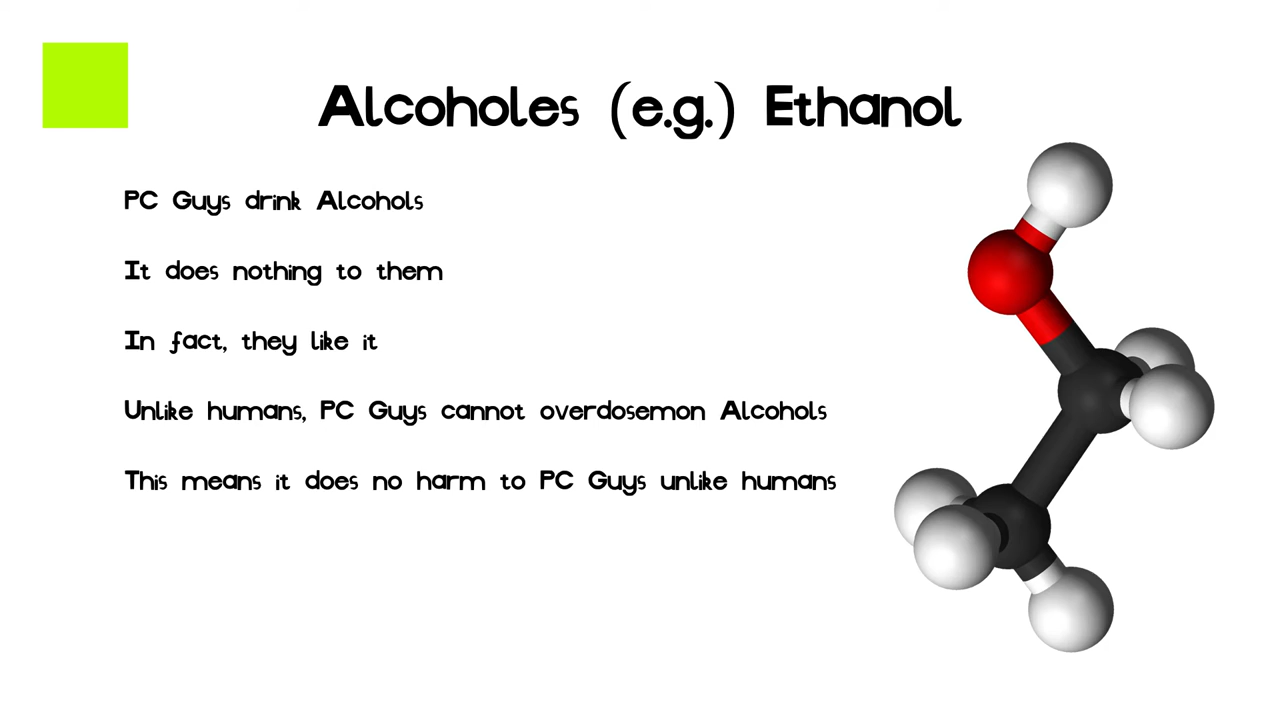 Alcoholes (e.g.) Ethanol
PC Guys drink Alcohols
It does nothing to them
In fact, they like it
Unlike humans, PC Guys cannot overdosemon Alcohols
This means it does no harm to PC Guys unlike humans